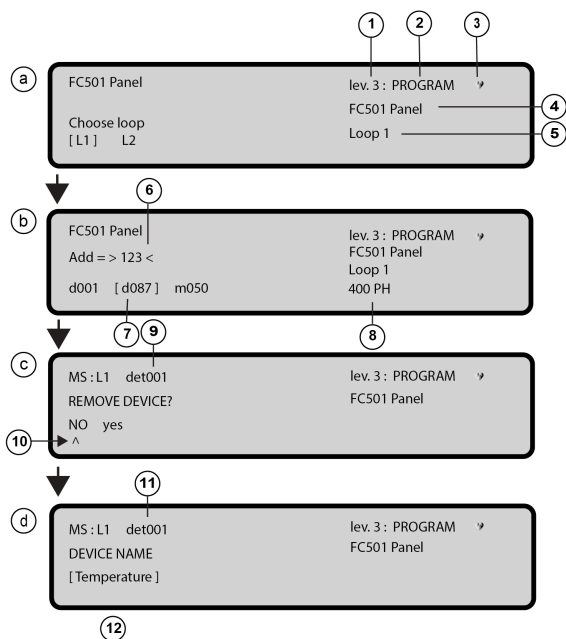 1 2 3
a
FC501 Panel lev. 3 : PROGRAM
FC501 Panel 4
Choose loop
[ L1 ] L2 Loop 1 5
6
b
FC501 Panel lev. 3 : PROGRAM
Add = > 123 < FC501 Panel
Loop 1
d001 [ d087 ] m050 400 PH
7 9 8
c
MS : L1 det001 lev. 3 : PROGRAM
REMOVE DEVICE? FC501 Panel
NO yes
10 ^
11
d
MS : L1 det001 lev. 3 : PROGRAM
DEVICE NAME FC501 Panel
[ Temperature ]
12